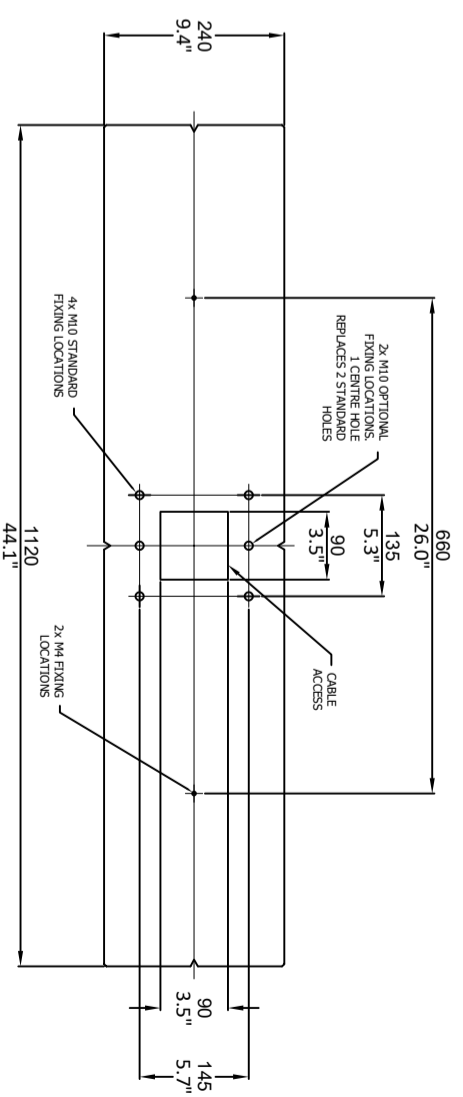 240
9.4"
660
26.0"
135
5.3"
90
3.5"
2x M10 OPTIONAL
FIXING LOCATIONS.
1 CENTRE HOLE
REPLACES 2 STANDARD
HOLES
4x M10 STANDARD
FIXING LOCATIONS
CABLE
ACCESS
2x M4 FIXING
LOCATIONS
1120
44.1"
90
3.5"
145
5.7"